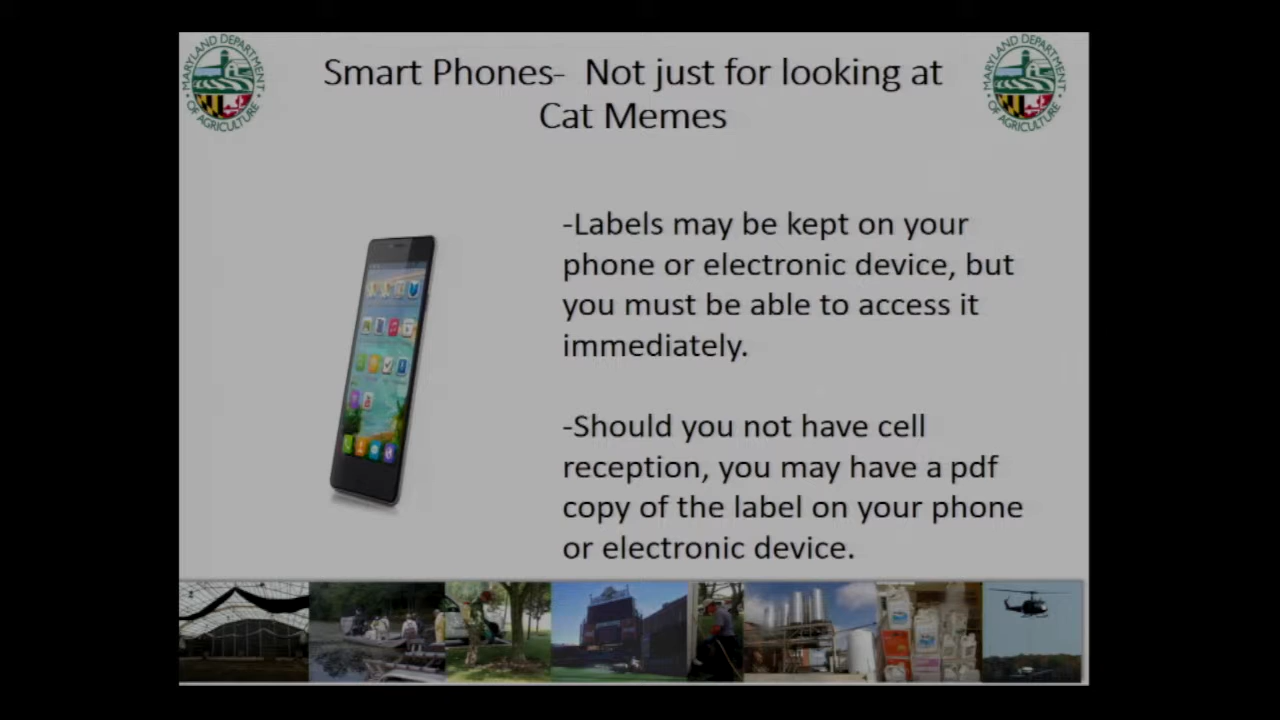 Smart Phones-  Not just for looking at
Cat Memes
MARYLAND DEPARTMENT
OF AGRICULTURE
MARYLAND DEPARTMENT
OF AGRICULTURE
-Labels may be kept on your
phone or electronic device, but
you must be able to access it
immediately.
-Should you not have cell
reception, you may have a pdf
copy of the label on your phone
or electronic device.